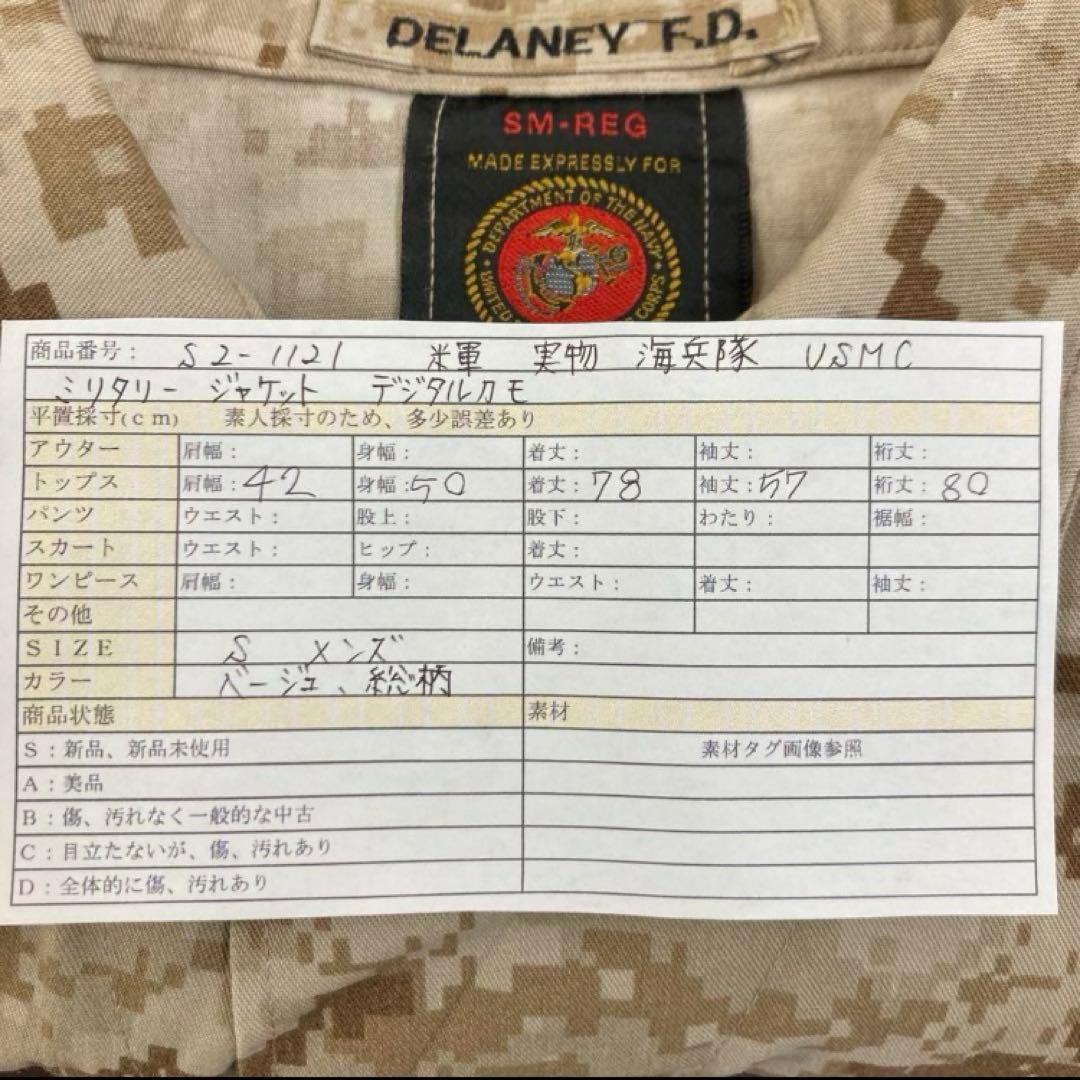 DELANEY F.D.
SM-REG
MADE EXPRESSLY FOR
DEPARTMENT OF THE NAVY
UNITED S CORPS
商品番号： S2-1121 米軍 実物 海兵隊 USMC
ミリタリー ジャケット デジタルカモ
平置採寸(cm) 素人採寸のため、多少誤差あり
アウター 肩幅： 身幅： 着丈： 袖丈： 裄丈：
トップス 肩幅：42 身幅：50 着丈：78 袖丈：57 裄丈：80
パンツ ウエスト： 股上： 股下： わたり： 裾幅：
スカート ウエスト： ヒップ： 着丈：
ワンピース 肩幅： 身幅： ウエスト： 着丈： 袖丈：
その他
SIZE S メンズ 備考：
カラー ベージュ、総柄
商品状態 素材
S：新品、新品未使用 素材タグ画像参照
A：美品
B：傷、汚れなく一般的な中古
C：目立たないが、傷、汚れあり
D：全体的に傷、汚れあり